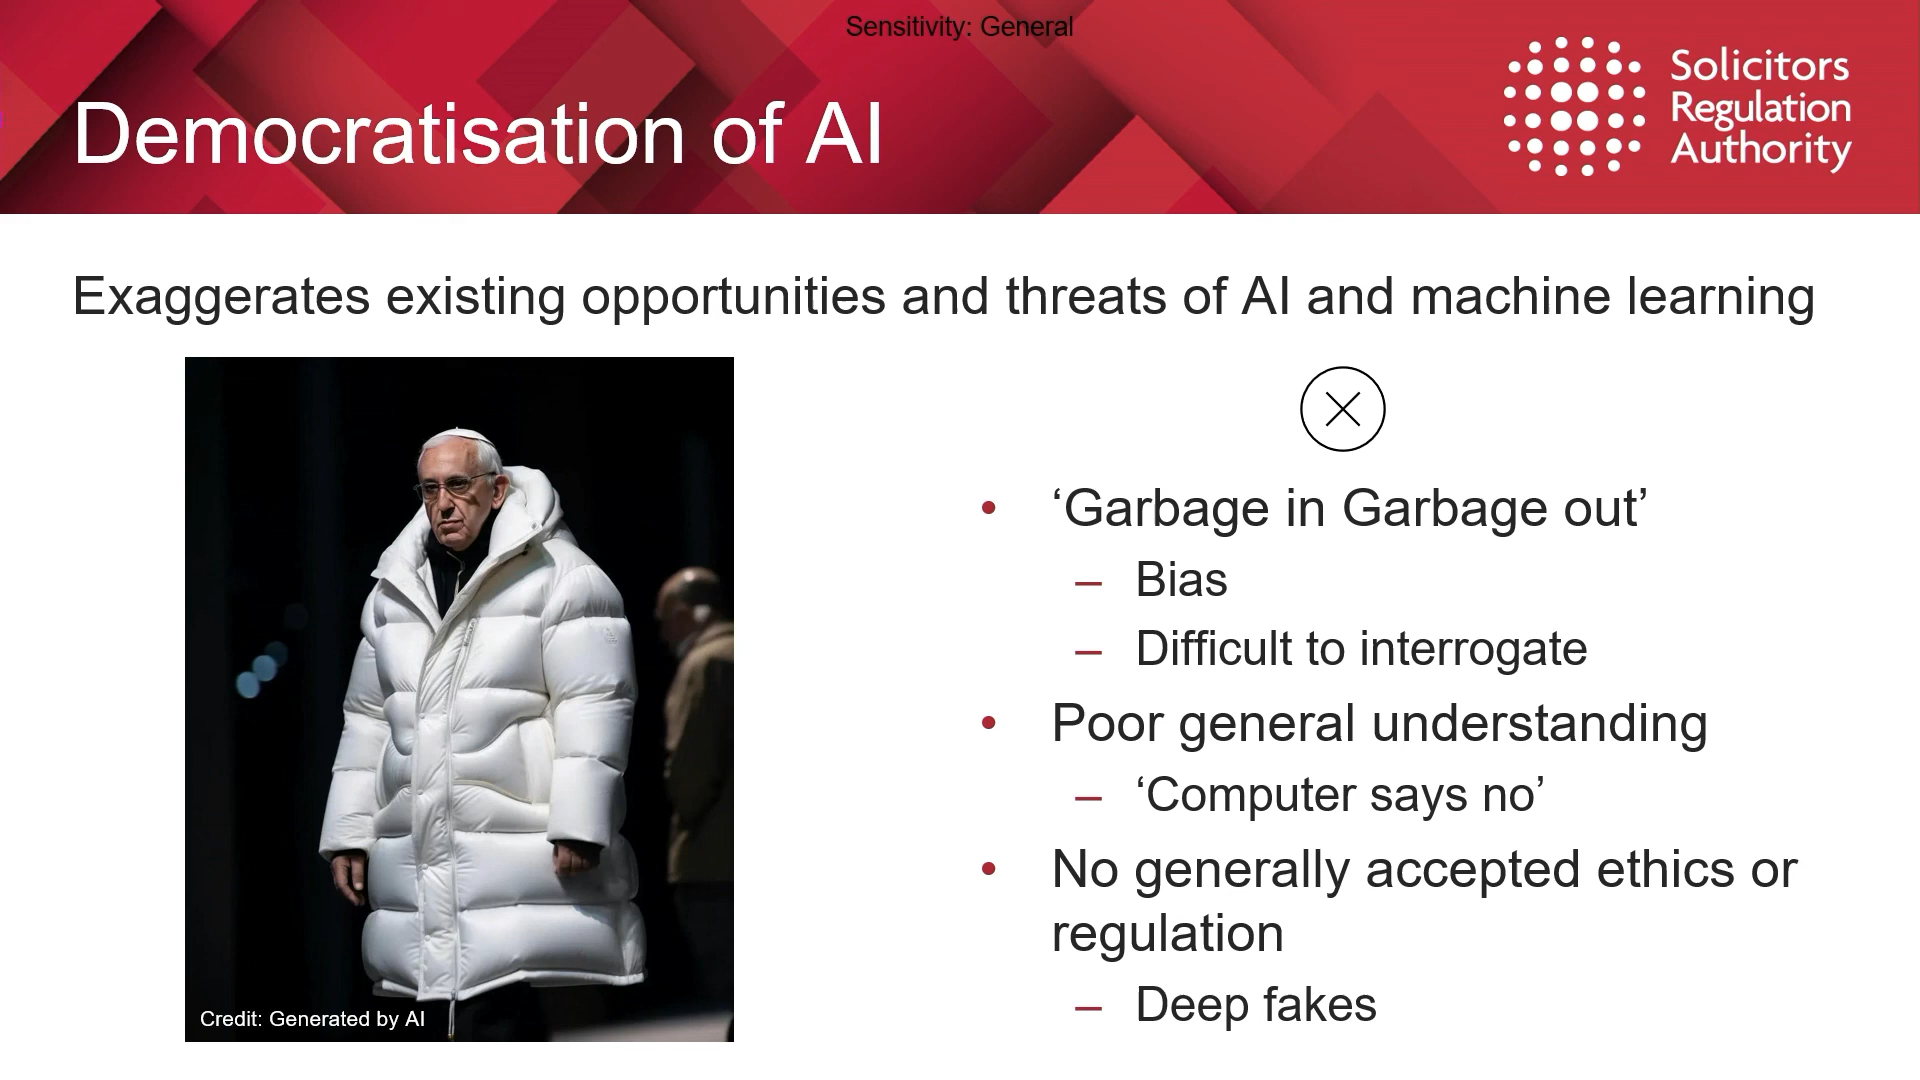 Sensitivity: General
Democratisation of AI
Solicitors
Regulation
Authority
Exaggerates existing opportunities and threats of AI and machine learning
• ‘Garbage in Garbage out’
– Bias
– Difficult to interrogate
• Poor general understanding
– ‘Computer says no’
• No generally accepted ethics or
regulation
– Deep fakes
Credit: Generated by AI